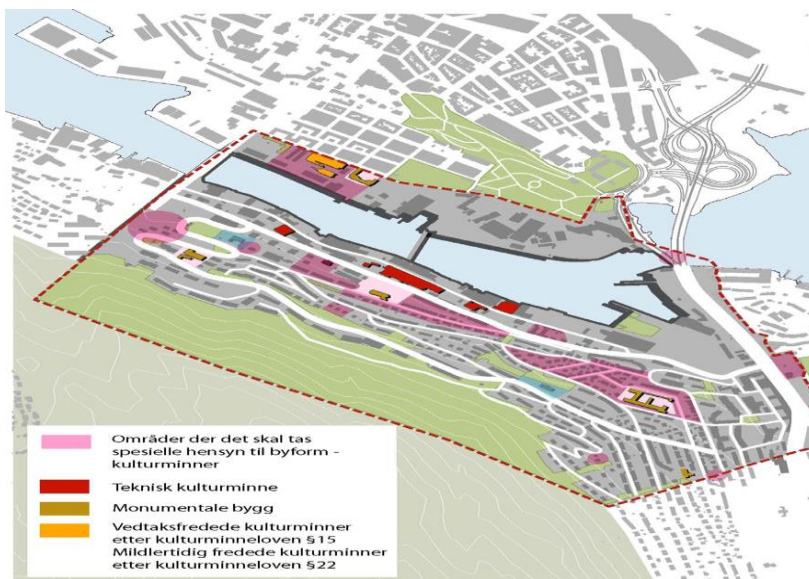 Områder der det skal tas
spesielle hensyn til byform -
kulturminner
Teknisk kulturminne
Monumentale bygg
Vedtaksfredede kulturminner
etter kulturminneloven §15
Mildlertidig fredede kulturminner
etter kulturminneloven §22